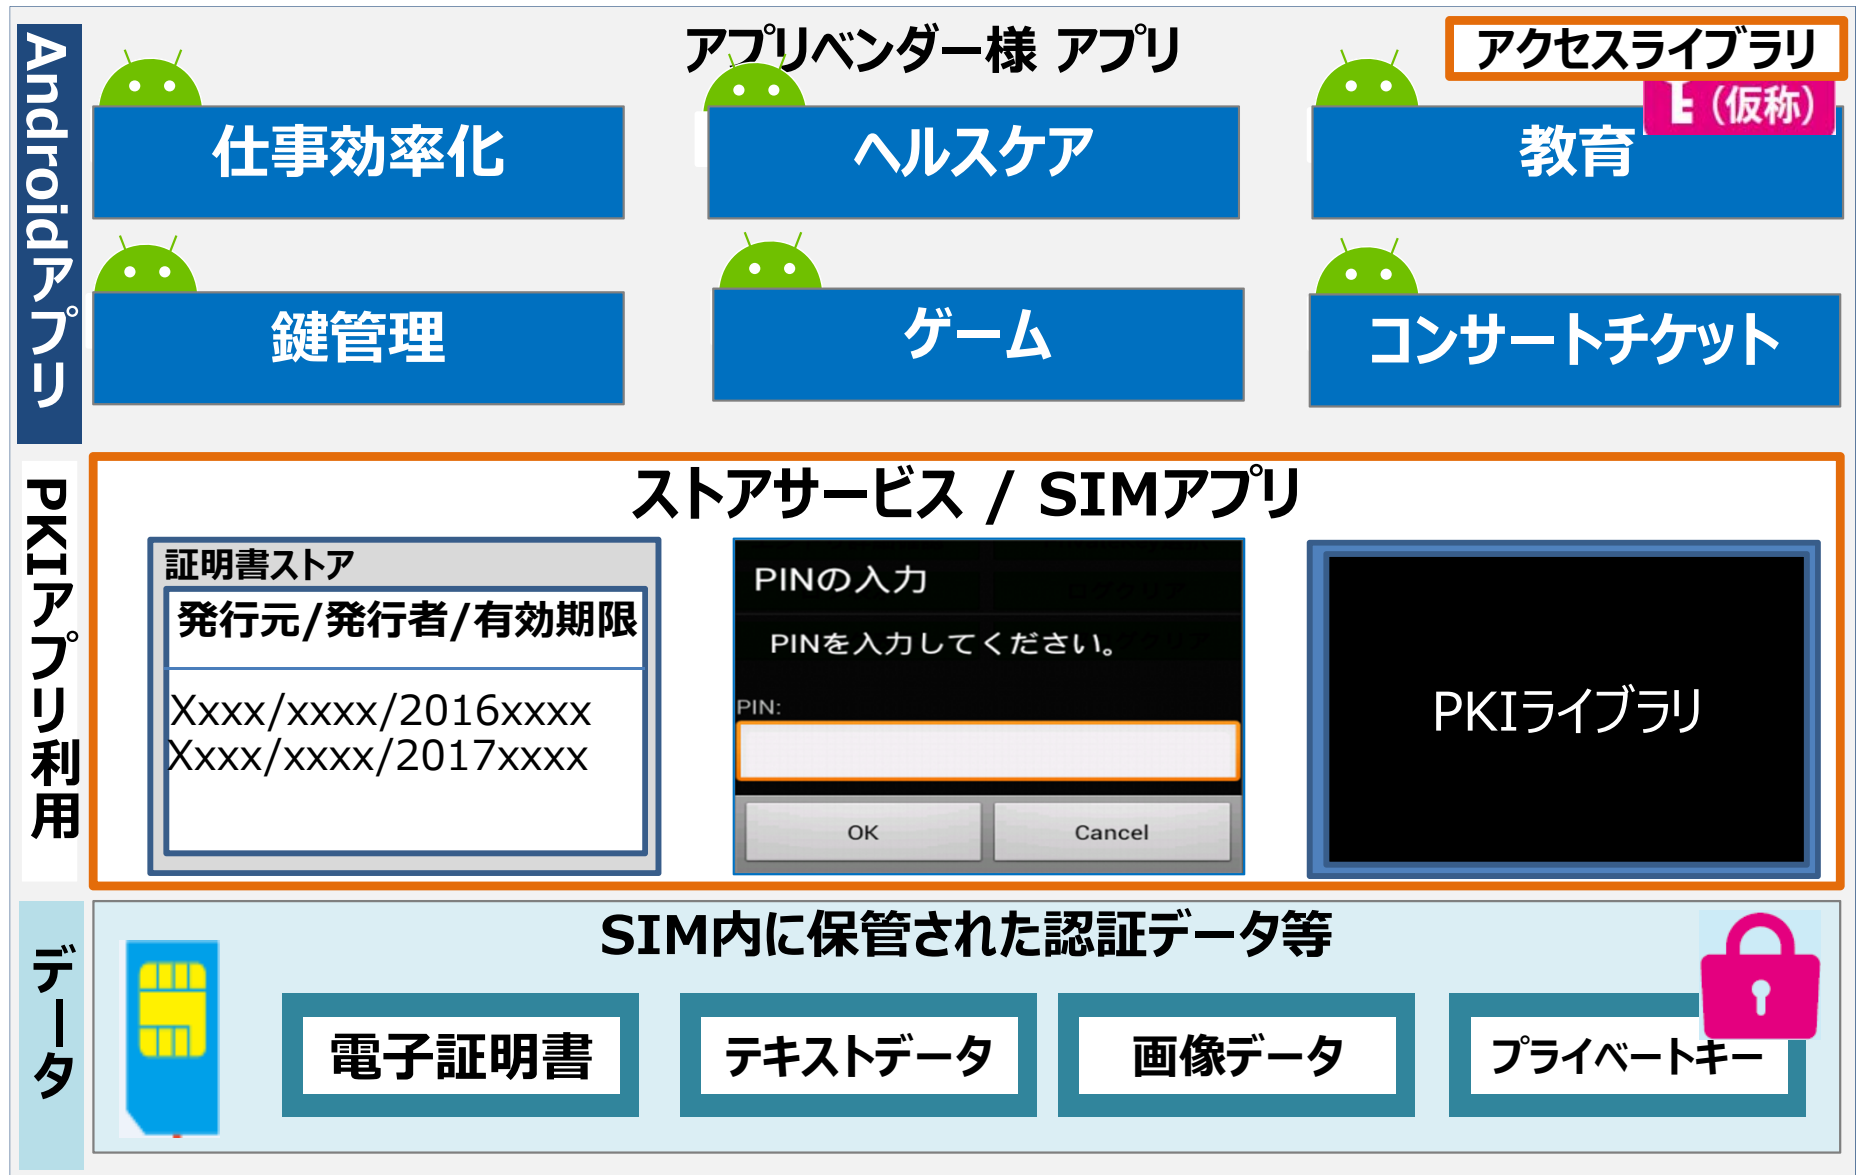 アプリベンダー様 アプリ
アクセスライブラリ
(仮称)
Androidアプリ
仕事効率化
ヘルスケア
教育
鍵管理
ゲーム
コンサートチケット
PKIアプリ利用
ストアサービス / SIMアプリ
証明書ストア
発行元/発行者/有効期限
Xxxx/xxxx/2016xxxx
Xxxx/xxxx/2017xxxx
PINの入力
PINを入力してください。
PIN:
OK
Cancel
PKIライブラリ
データ
SIM内に保管された認証データ等
電子証明書
テキストデータ
画像データ
プライベートキー